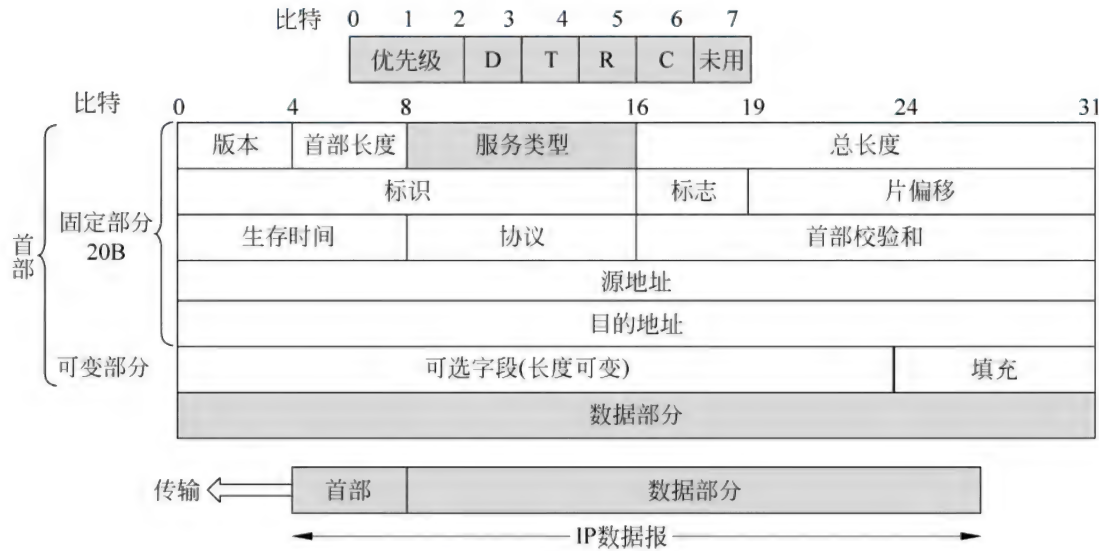 比特 0 1 2 3 4 5 6 7
优先级 D T R C 未用
比特 0 4 8 16 19 24 31
版本 首部长度 服务类型 总长度
标识 标志 片偏移
首部 固定部分 20B
生存时间 协议 首部校验和
源地址
目的地址
可变部分 可选字段(长度可变) 填充
数据部分
传输 首部 数据部分
IP数据报